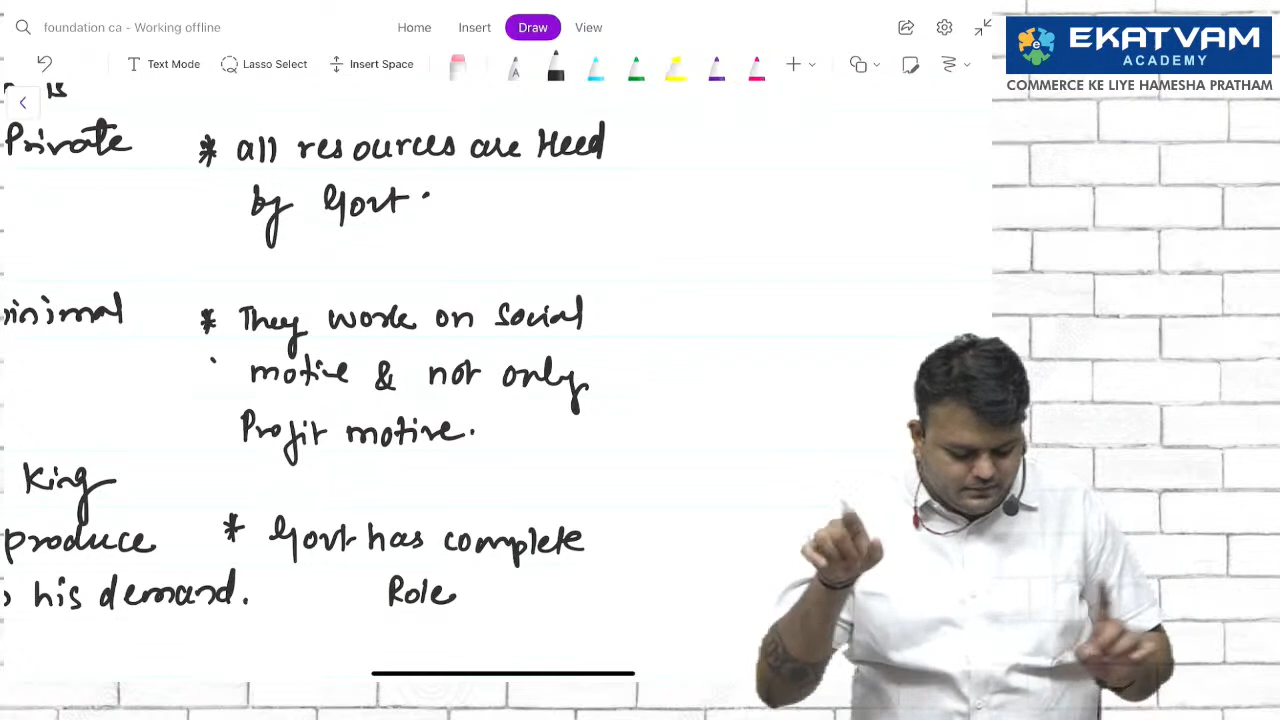 foundation ca - Working offline
Home Insert Draw View
Text Mode Lasso Select Insert Space
EKATVAM
ACADEMY
COMMERCE KE LIYE HAMESHA PRATHAM
is
Private
* all resources are Heed
by Govt.
* They work on Social
motive & not only
Profit motive.
King
produce
* Govt has complete
his demand.
Role